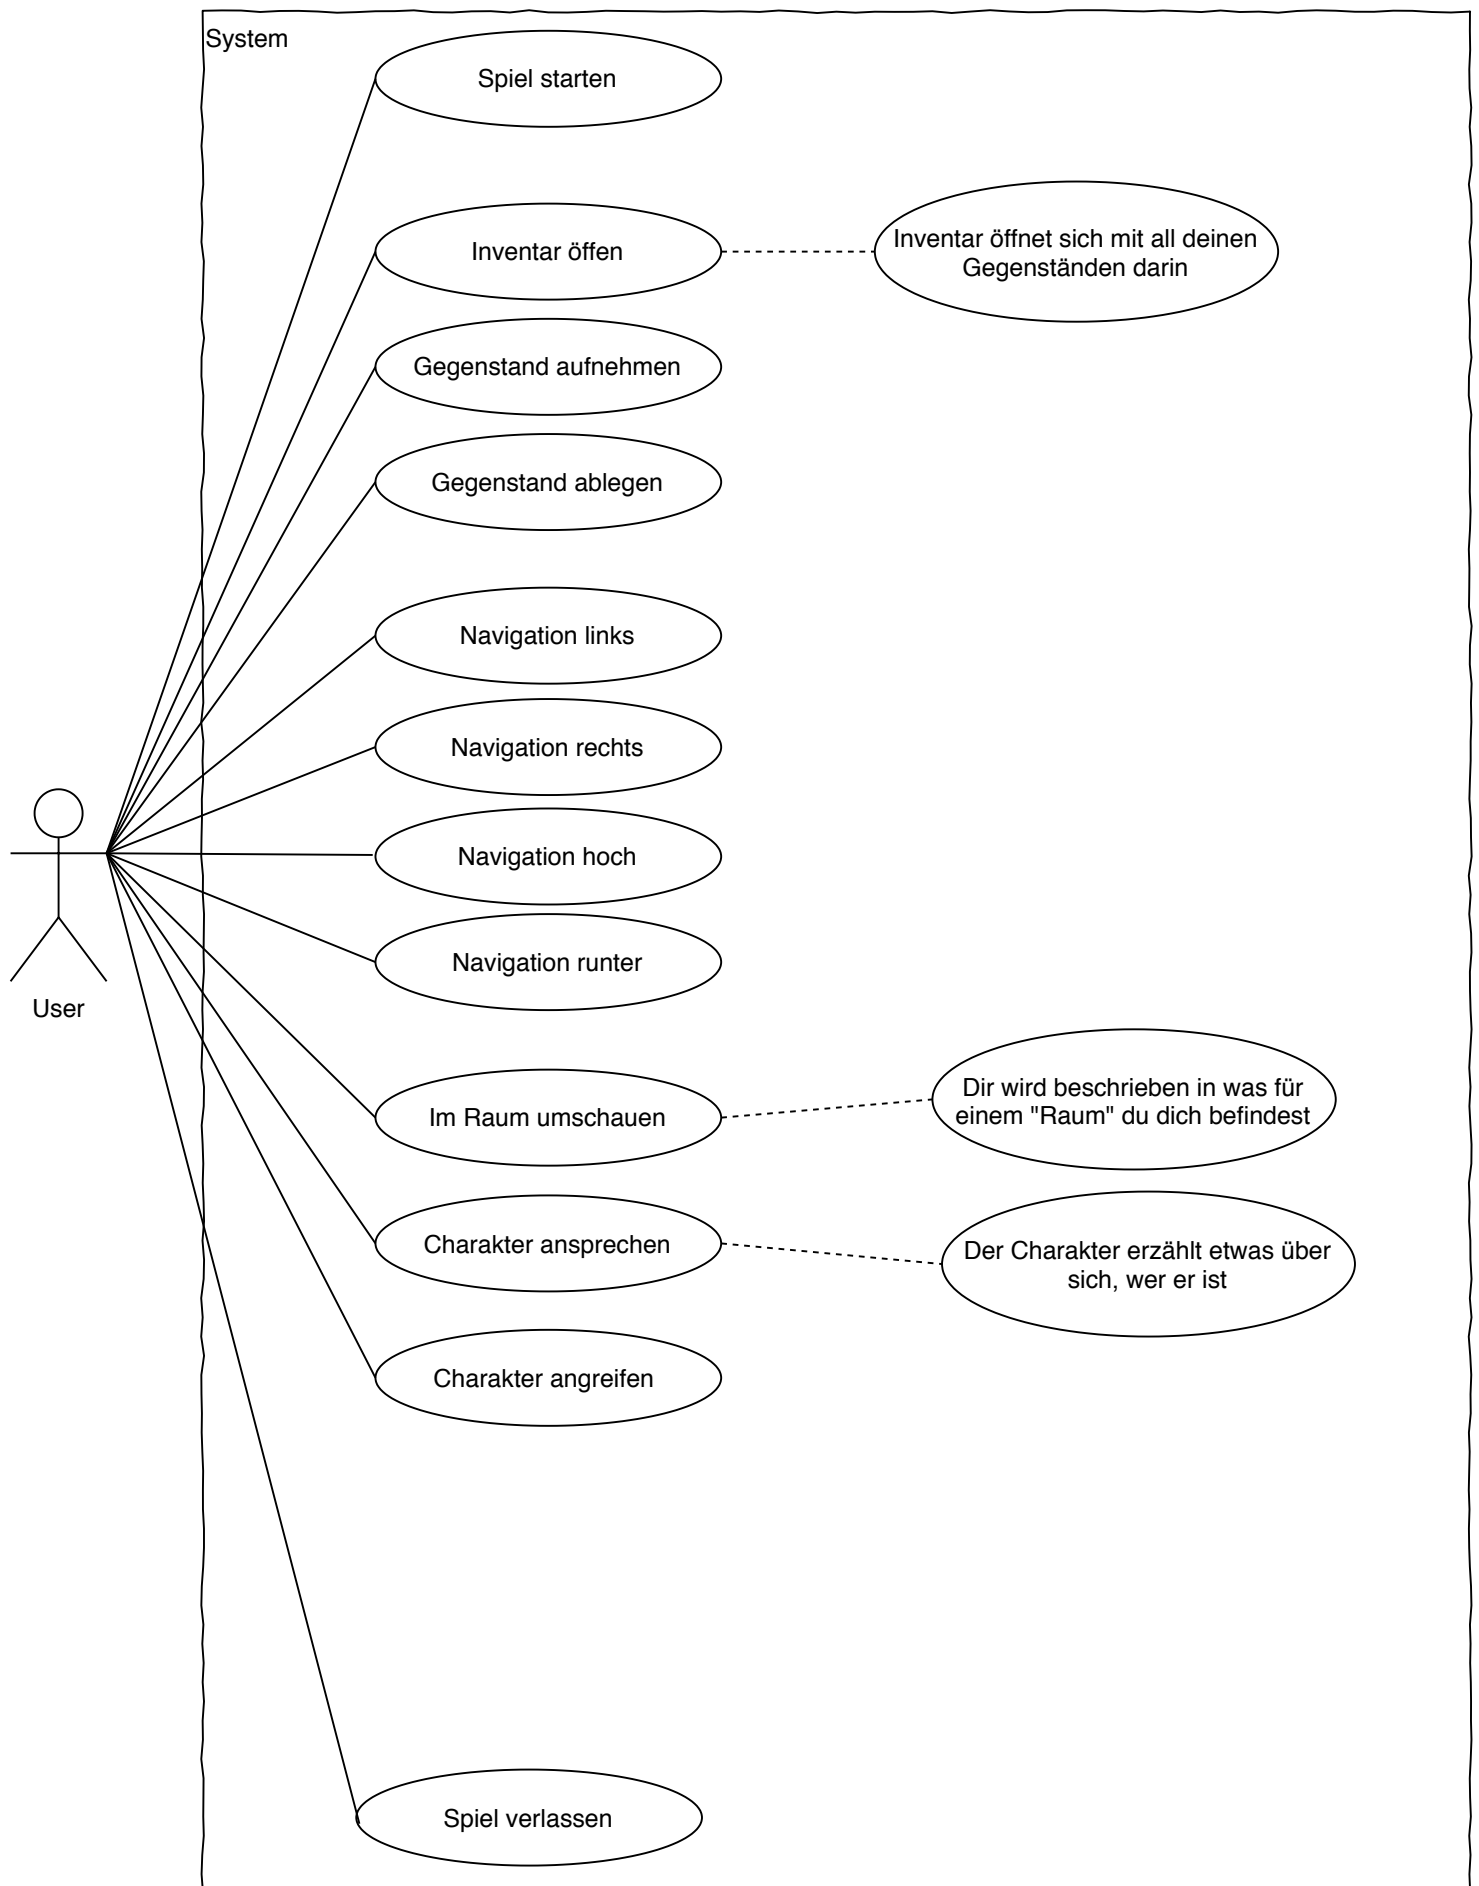 System
Spiel starten
Inventar öffen
Inventar öffnet sich mit all deinen
Gegenständen darin
Gegenstand aufnehmen
Gegenstand ablegen
Navigation links
Navigation rechts
Navigation hoch
Navigation runter
User
Im Raum umschauen
Dir wird beschrieben in was für
einem "Raum" du dich befindest
Charakter ansprechen
Der Charakter erzählt etwas über
sich, wer er ist
Charakter angreifen
Spiel verlassen